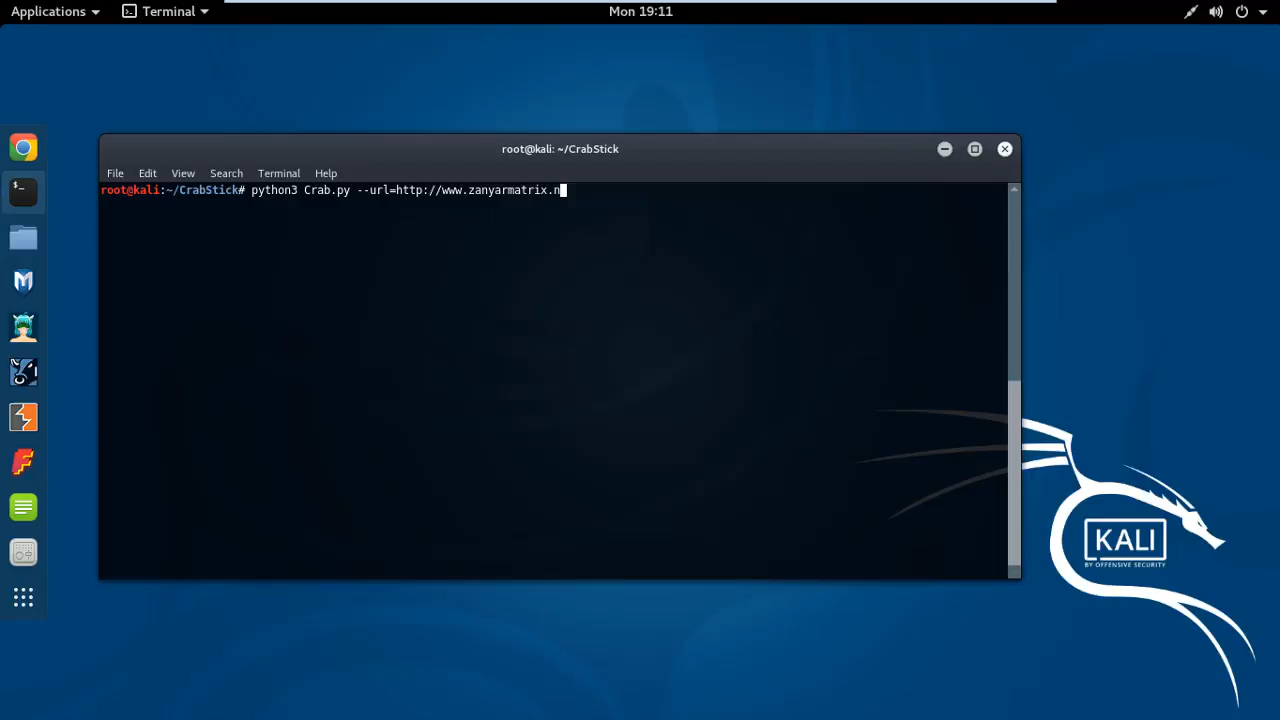 Applications Terminal Mon 19:11
root@kali: ~/CrabStick
File Edit View Search Terminal Help
root@kali:~/CrabStick# python3 Crab.py --url=http://www.zanyarmatrix.n
KALI
BY OFFENSIVE SECURITY